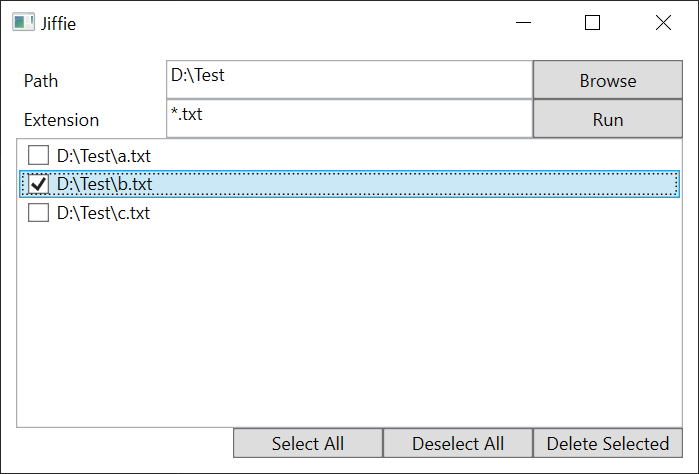 Jiffie
Path D:\Test Browse
Extension *.txt Run
D:\Test\a.txt
D:\Test\b.txt
D:\Test\c.txt
Select All Deselect All Delete Selected